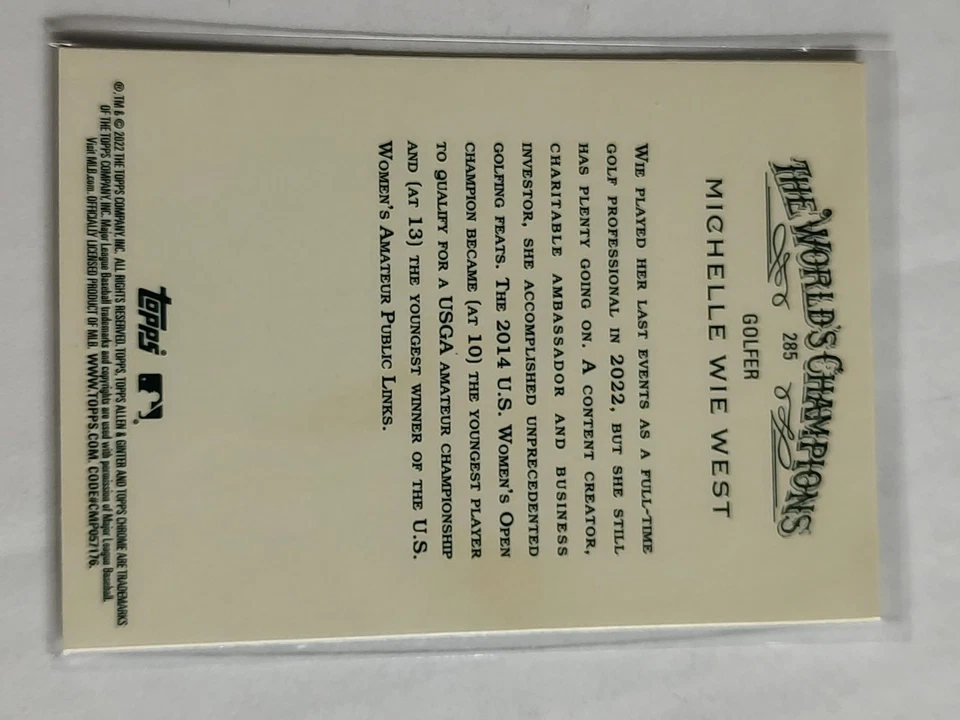 THE WORLD'S CHAMPIONS
285
GOLFER
MICHELLE WIE WEST
WIE PLAYED HER LAST EVENTS AS A FULL-TIME
GOLF PROFESSIONAL IN 2022, BUT SHE STILL
HAS PLENTY GOING ON. A CONTENT CREATOR,
CHARITABLE AMBASSADOR AND BUSINESS
INVESTOR, SHE ACCOMPLISHED UNPRECEDENTED
GOLFING FEATS. THE 2014 U.S. WOMEN'S OPEN
CHAMPION BECAME (AT 10) THE YOUNGEST PLAYER
TO QUALIFY FOR A USGA AMATEUR CHAMPIONSHIP
AND (AT 13) THE YOUNGEST WINNER OF THE U.S.
WOMEN'S AMATEUR PUBLIC LINKS.
topps
®, TM & © 2022 THE TOPPS COMPANY, INC. ALL RIGHTS RESERVED. TOPPS, TOPPS ALLEN & GINTER AND TOPPS CHROME ARE TRADEMARKS
OF THE TOPPS COMPANY, INC. Major League Baseball trademarks and copyrights are used with permission of Major League Baseball.
Visit MLB.com. OFFICIALLY LICENSED PRODUCT OF MLB. WWW.TOPPS.COM. CODE#CMP057176.